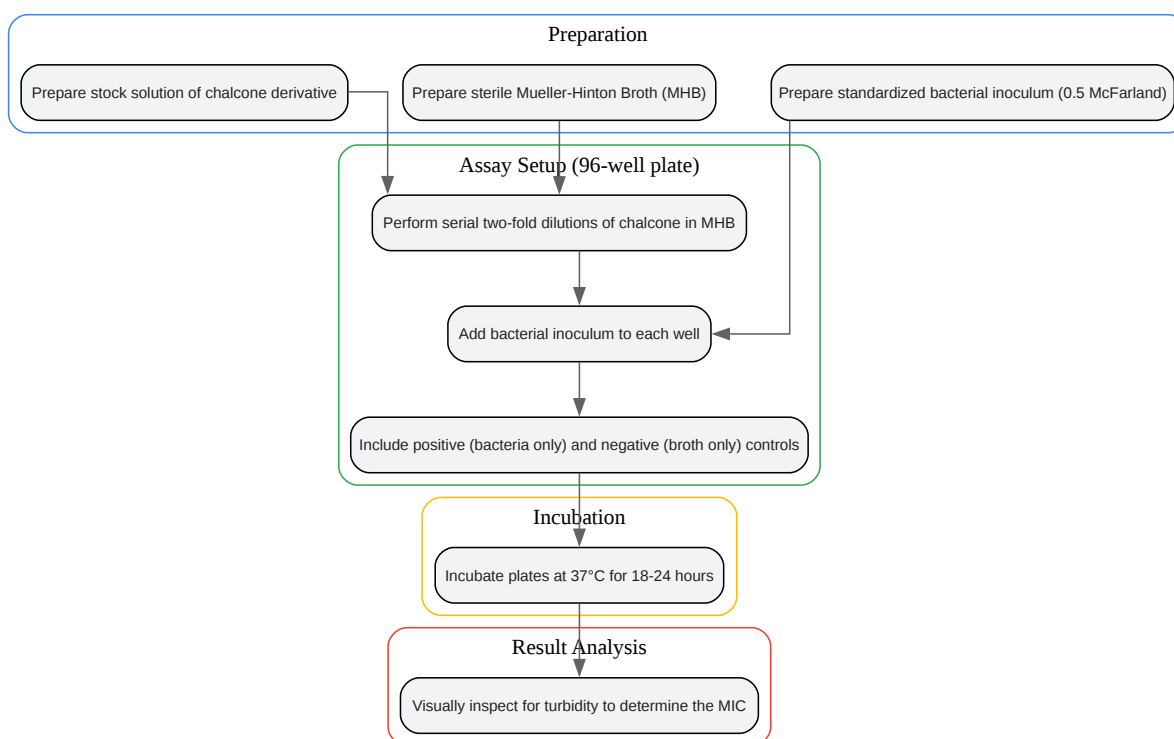 Preparation
Prepare stock solution of chalcone derivative
Prepare sterile Mueller-Hinton Broth (MHB)
Prepare standardized bacterial inoculum (0.5 McFarland)
Assay Setup (96-well plate)
Perform serial two-fold dilutions of chalcone in MHB
Add bacterial inoculum to each well
Include positive (bacteria only) and negative (broth only) controls
Incubation
Incubate plates at 37°C for 18-24 hours
Result Analysis
Visually inspect for turbidity to determine the MIC